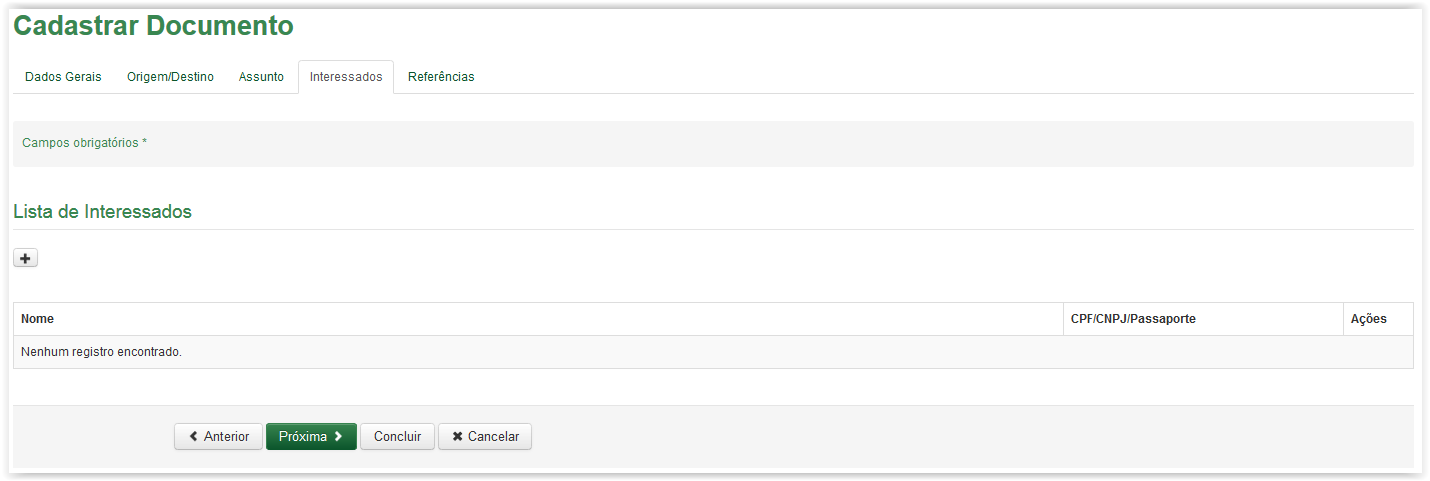 Cadastrar Documento
Dados Gerais Origem/Destino Assunto Interessados Referências
Campos obrigatórios *
Lista de Interessados
Nome CPF/CNPJ/Passaporte Ações
Nenhum registro encontrado.
Anterior Próxima Concluir Cancelar